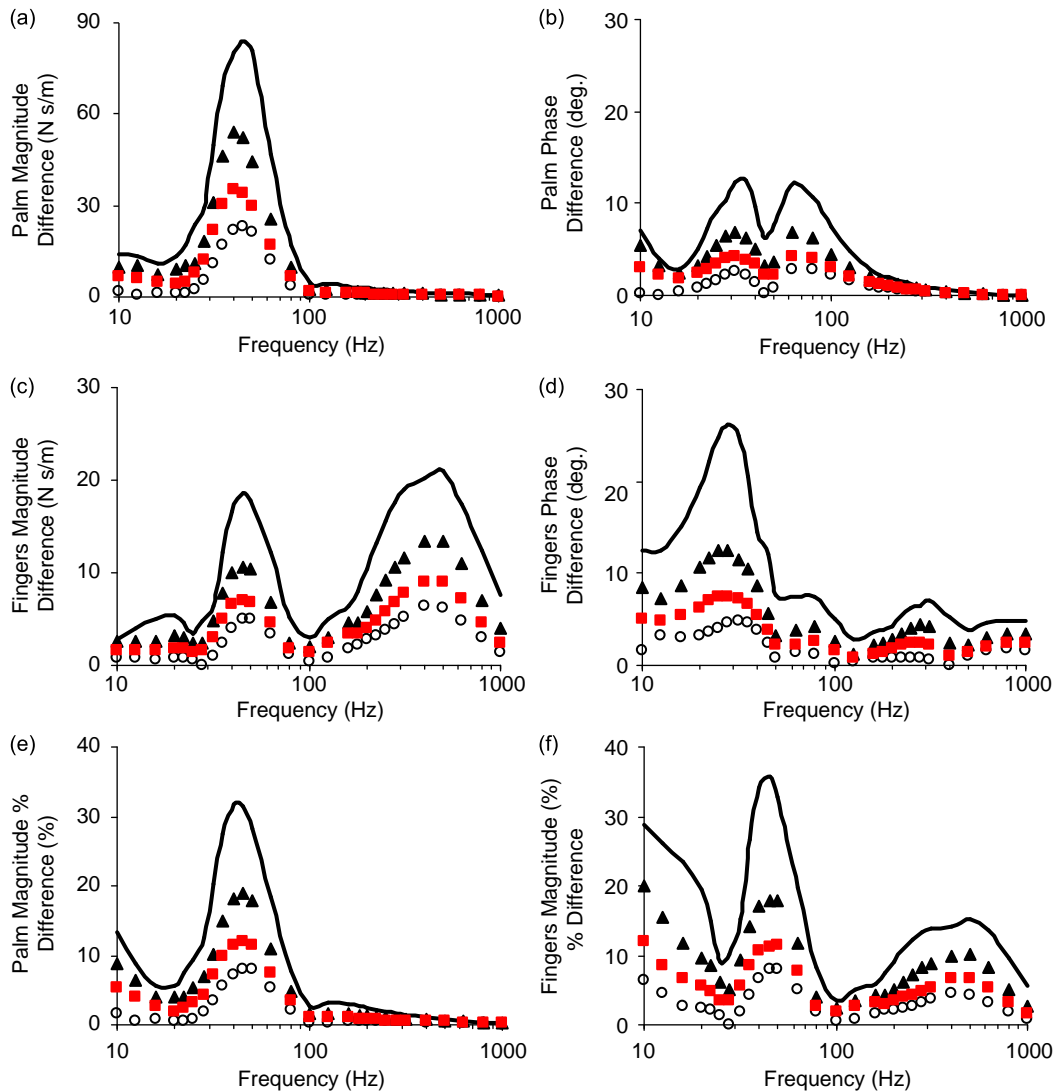 (a)
90
60
30
0
10
100
1000
Palm Magnitude
Difference (N s/m)
Frequency (Hz)
(b)
30
20
10
0
10
100
1000
Palm Phase
Difference (deg.)
Frequency (Hz)
(c)
30
20
10
0
10
100
1000
Fingers Magnitude
Difference (N s/m)
Frequency (Hz)
(d)
30
20
10
0
10
100
1000
Fingers Phase
Difference (deg.)
Frequency (Hz)
(e)
40
30
20
10
0
10
100
1000
Palm Magnitude %
Difference (%)
Frequency (Hz)
(f)
40
30
20
10
0
10
100
1000
Fingers Magnitude (%)
% Difference
Frequency (Hz)